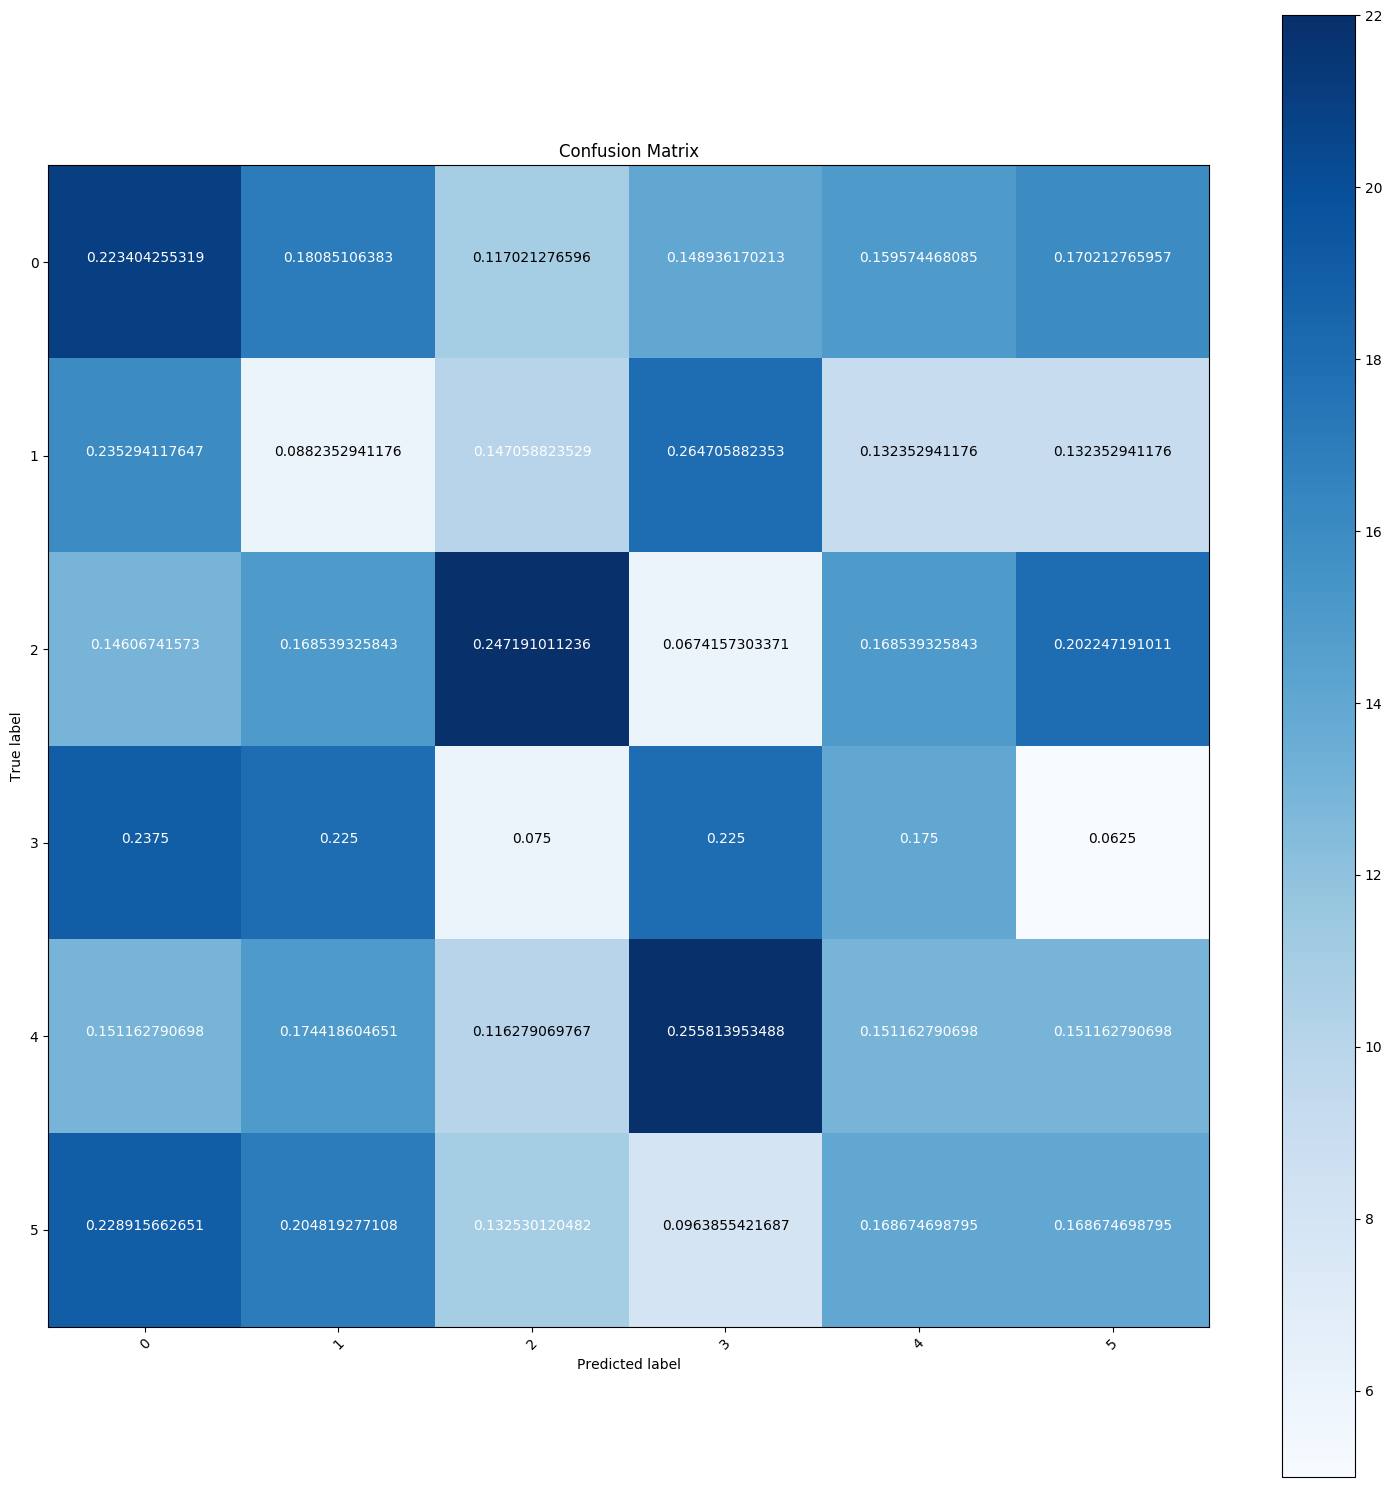 Confusion Matrix
0 0.223404255319 0.18085106383 0.117021276596 0.148936170213 0.159574468085 0.170212765957
1 0.235294117647 0.0882352941176 0.147058823529 0.264705882353 0.132352941176 0.132352941176
2 0.14606741573 0.168539325843 0.247191011236 0.0674157303371 0.168539325843 0.202247191011
3 0.2375 0.225 0.075 0.225 0.175 0.0625
4 0.151162790698 0.174418604651 0.116279069767 0.255813953488 0.151162790698 0.151162790698
5 0.228915662651 0.204819277108 0.132530120482 0.0963855421687 0.168674698795 0.168674698795
0 1 2 3 4 5
Predicted label
True label
22
20
18
16
14
12
10
8
6